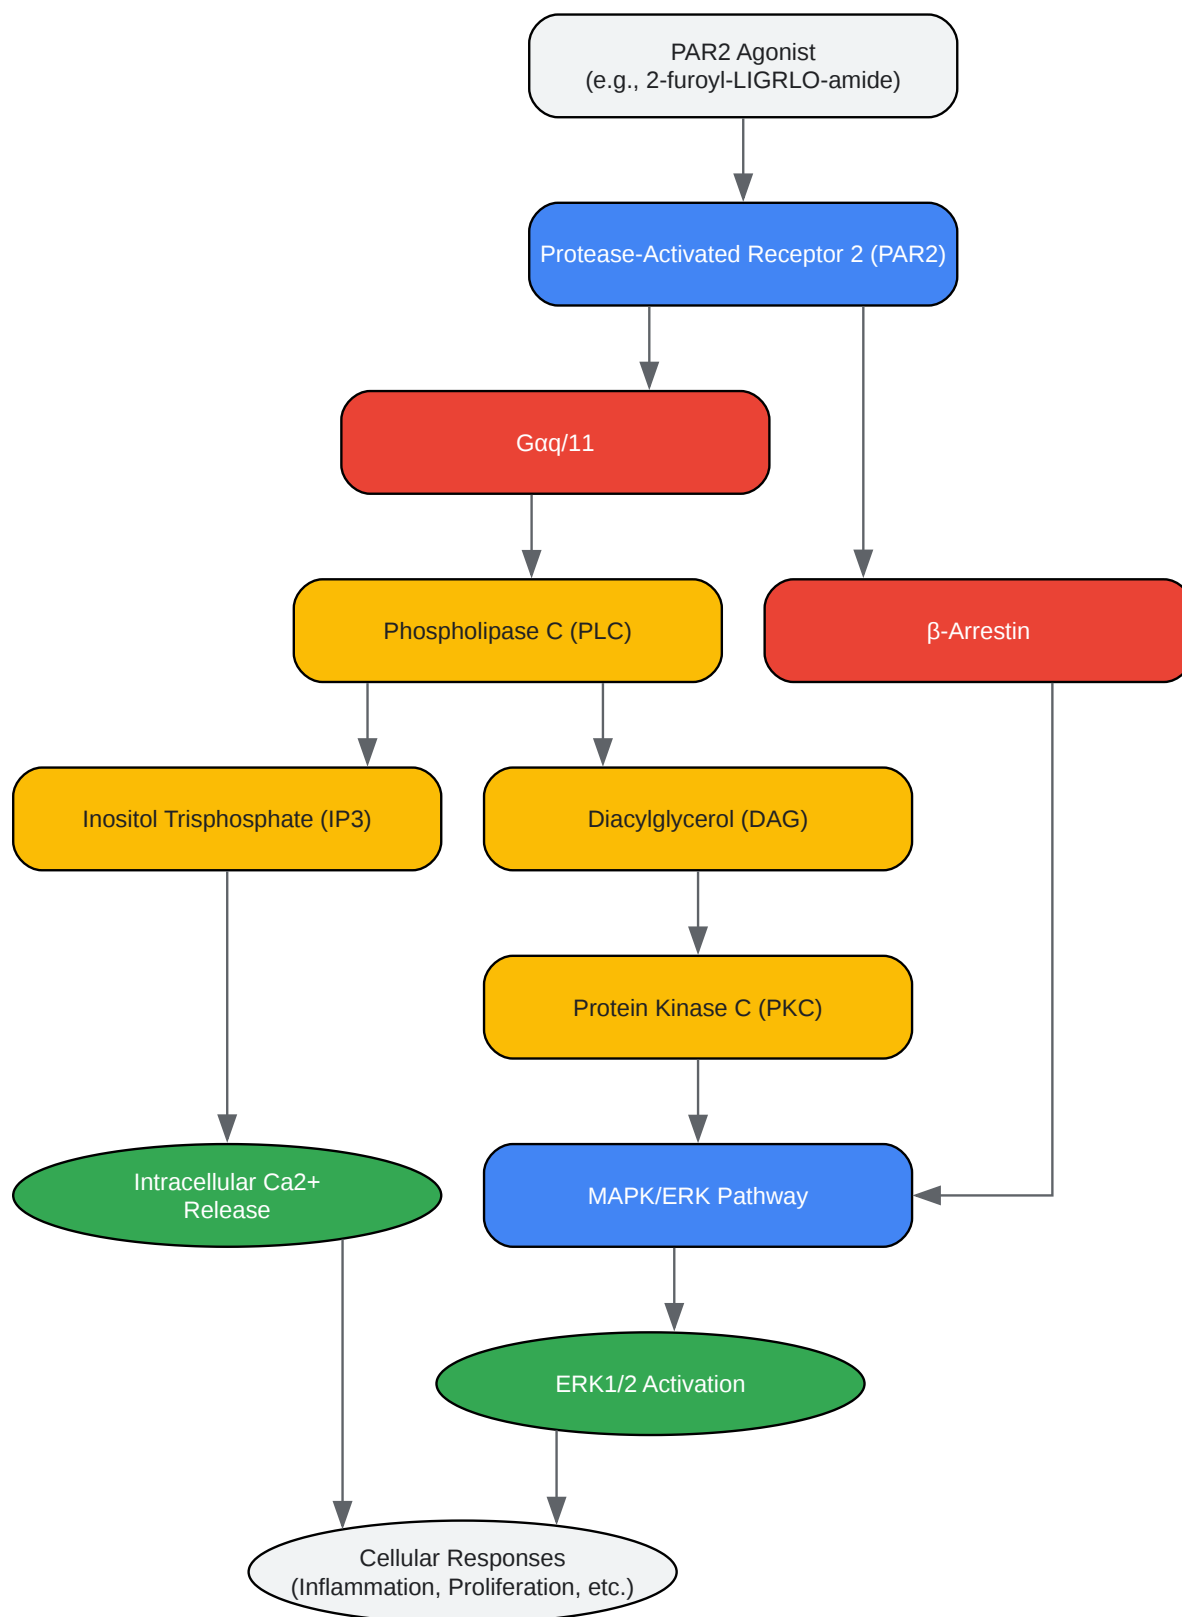 PAR2 Agonist
(e.g., 2-furoyl-LIGRLO-amide)
Protease-Activated Receptor 2 (PAR2)
Gαq/11
Phospholipase C (PLC)
β-Arrestin
Inositol Trisphosphate (IP3)
Diacylglycerol (DAG)
Protein Kinase C (PKC)
Intracellular Ca2+
Release
MAPK/ERK Pathway
ERK1/2 Activation
Cellular Responses
(Inflammation, Proliferation, etc.)